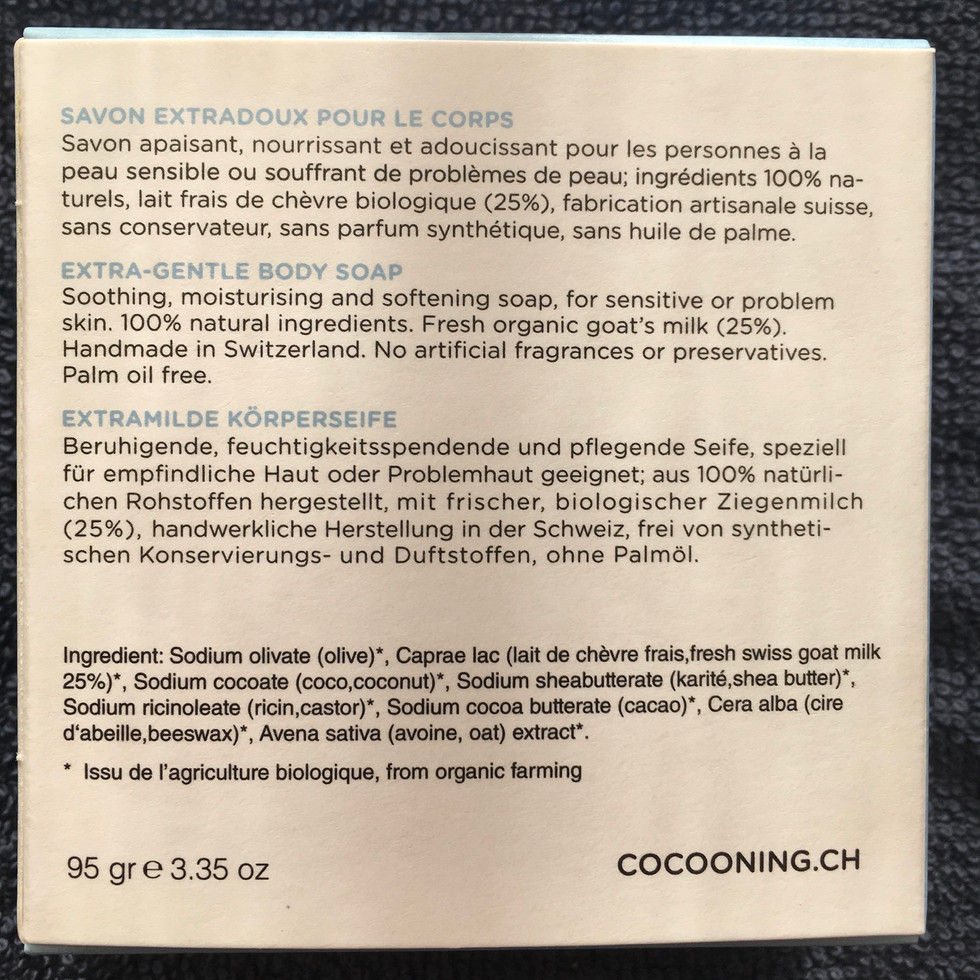 SAVON EXTRADOUX POUR LE CORPS
Savon apaisant, nourrissant et adoucissant pour les personnes à la
peau sensible ou souffrant de problèmes de peau; ingrédients 100% na-
turels, lait frais de chèvre biologique (25%), fabrication artisanale suisse,
sans conservateur, sans parfum synthétique, sans huile de palme.
EXTRA-GENTLE BODY SOAP
Soothing, moisturising and softening soap, for sensitive or problem
skin. 100% natural ingredients. Fresh organic goat's milk (25%).
Handmade in Switzerland. No artificial fragrances or preservatives.
Palm oil free.
EXTRAMILDE KÖRPERSEIFE
Beruhigende, feuchtigkeitsspendende und pflegende Seife, speziell
für empfindliche Haut oder Problemhaut geeignet; aus 100% natürli-
chen Rohstoffen hergestellt, mit frischer, biologischer Ziegenmilch
(25%), handwerkliche Herstellung in der Schweiz, frei von syntheti-
schen Konservierungs- und Duftstoffen, ohne Palmöl.
Ingredient: Sodium olivate (olive)*, Caprae lac (lait de chèvre frais,fresh swiss goat milk
25%)*, Sodium cocoate (coco,coconut)*, Sodium sheabutterate (karité,shea butter)*,
Sodium ricinoleate (ricin,castor)*, Sodium cocoa butterate (cacao)*, Cera alba (cire
d‘abeille,beeswax)*, Avena sativa (avoine, oat) extract*.
* Issu de l'agriculture biologique, from organic farming
95 gr e 3.35 oz
COCOONING.CH